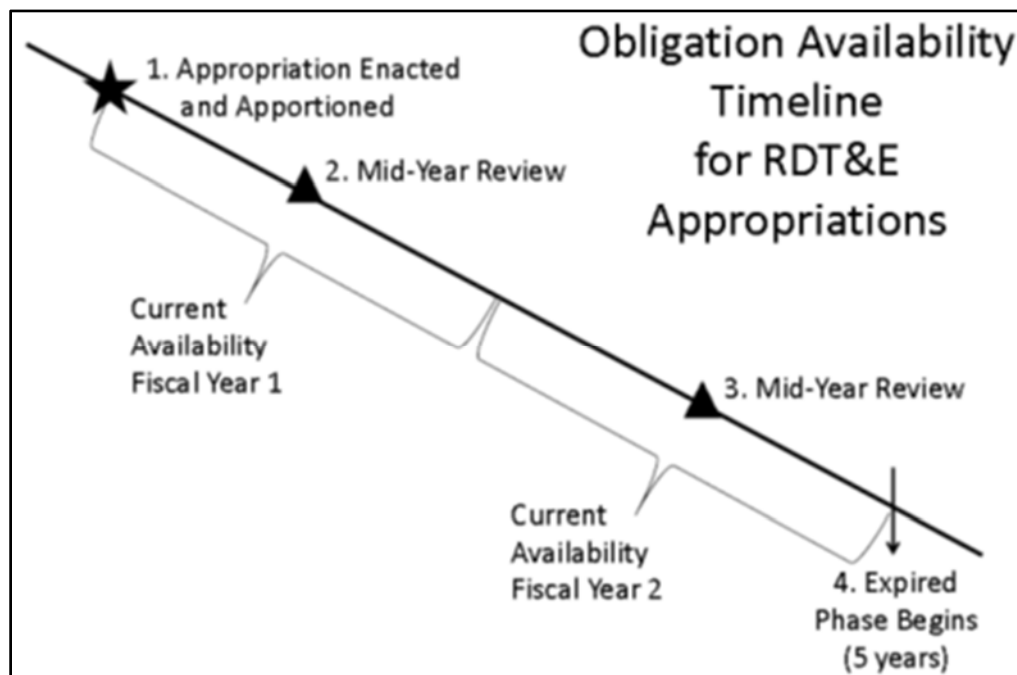 Obligation Availability
Timeline
for RDT&E
Appropriations
1. Appropriation Enacted
and Apportioned
2. Mid-Year Review
Current
Availability
Fiscal Year 1
3. Mid-Year Review
Current
Availability
Fiscal Year 2
4. Expired
Phase Begins
(5 years)